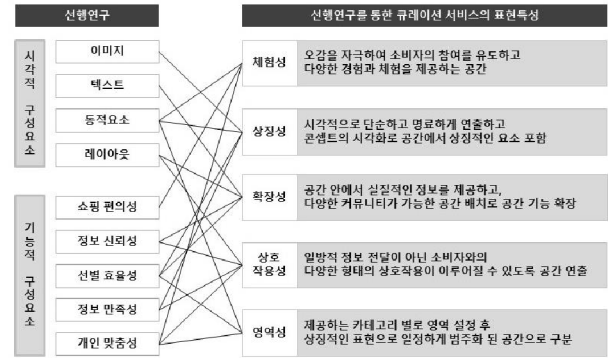 선행연구
선행연구를 통한 큐레이션 서비스의 표현특성
시각적 구성요소
이미지
텍스트
동적요소
레이아웃
기능적 구성요소
쇼핑 편의성
정보 신뢰성
선별 효율성
정보 만족성
개인 맞춤성
체험성
오감을 자극하여 소비자의 참여를 유도하고
다양한 경험과 체험을 제공하는 공간
상징성
시각적으로 단순하고 명료하게 연출하고
콘셉트의 시각화로 공간에서 상징적인 요소 포함
확장성
공간 안에서 실질적인 정보를 제공하고,
다양한 커뮤니티가 가능한 공간 배치로 공간 기능 확장
상호
작용성
일방적 정보 전달이 아닌 소비자와의
다양한 형태의 상호작용이 이루어질 수 있도록 공간 연출
영역성
제공하는 카테고리 별로 영역 설정 후
상징적인 표현으로 일정하게 범주화 된 공간으로 구분